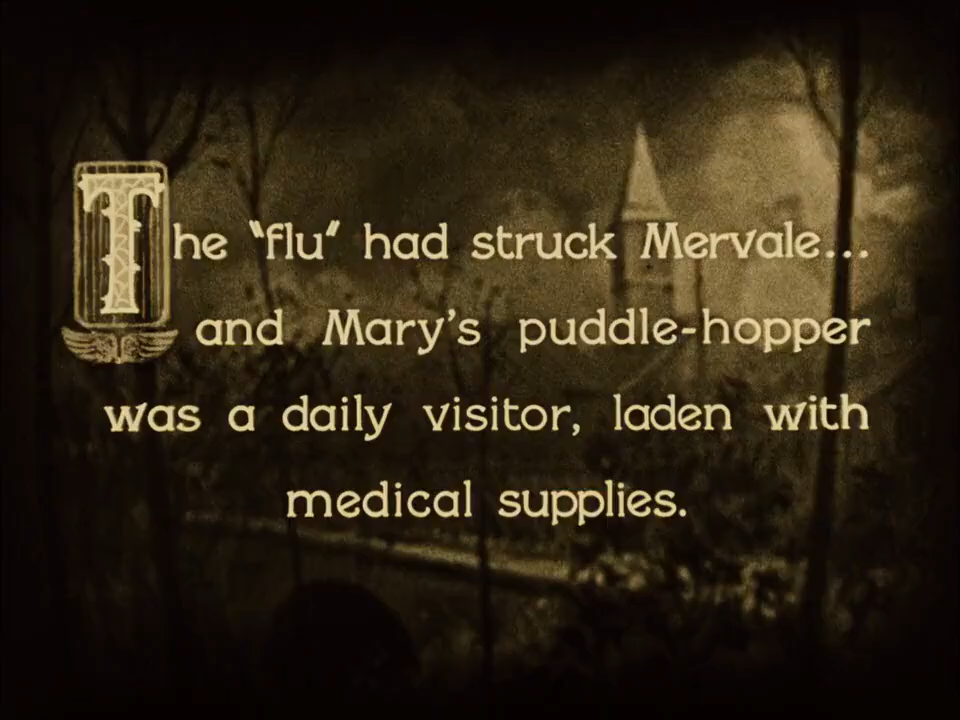 The “flu” had struck Mervale...
and Mary's puddle-hopper
was a daily visitor, laden with
medical supplies.